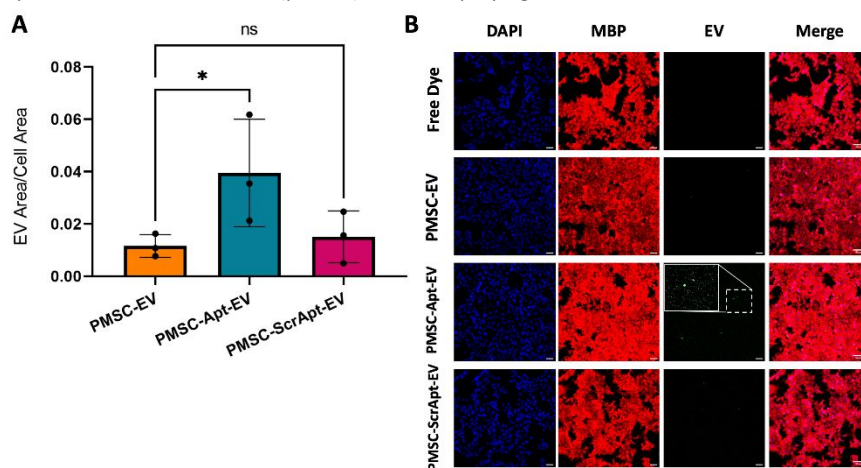 A
ns
*
0.08
0.06
0.04
0.02
0.00
EV Area/Cell Area
PMSC-EV
PMSC-Apt-EV
PMSC-ScrApt-EV
B
DAPI MBP EV Merge
Free Dye
PMSC-EV
PMSC-Apt-EV
PMSC-ScrApt-EV